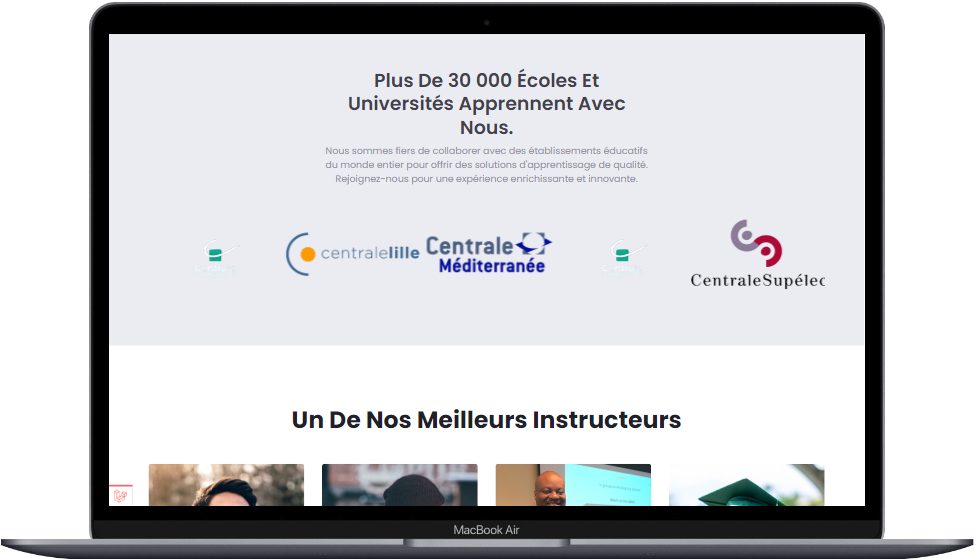 Plus De 30 000 Écoles Et
Universités Apprennent Avec
Nous.
Nous sommes fiers de collaborer avec des établissements éducatifs
du monde entier pour offrir des solutions d'apprentissage de qualité.
Rejoignez-nous pour une expérience enrichissante et innovante.
centralelille
Centrale
Méditerranée
CentraleSupélec
Un De Nos Meilleurs Instructeurs
MacBook Air